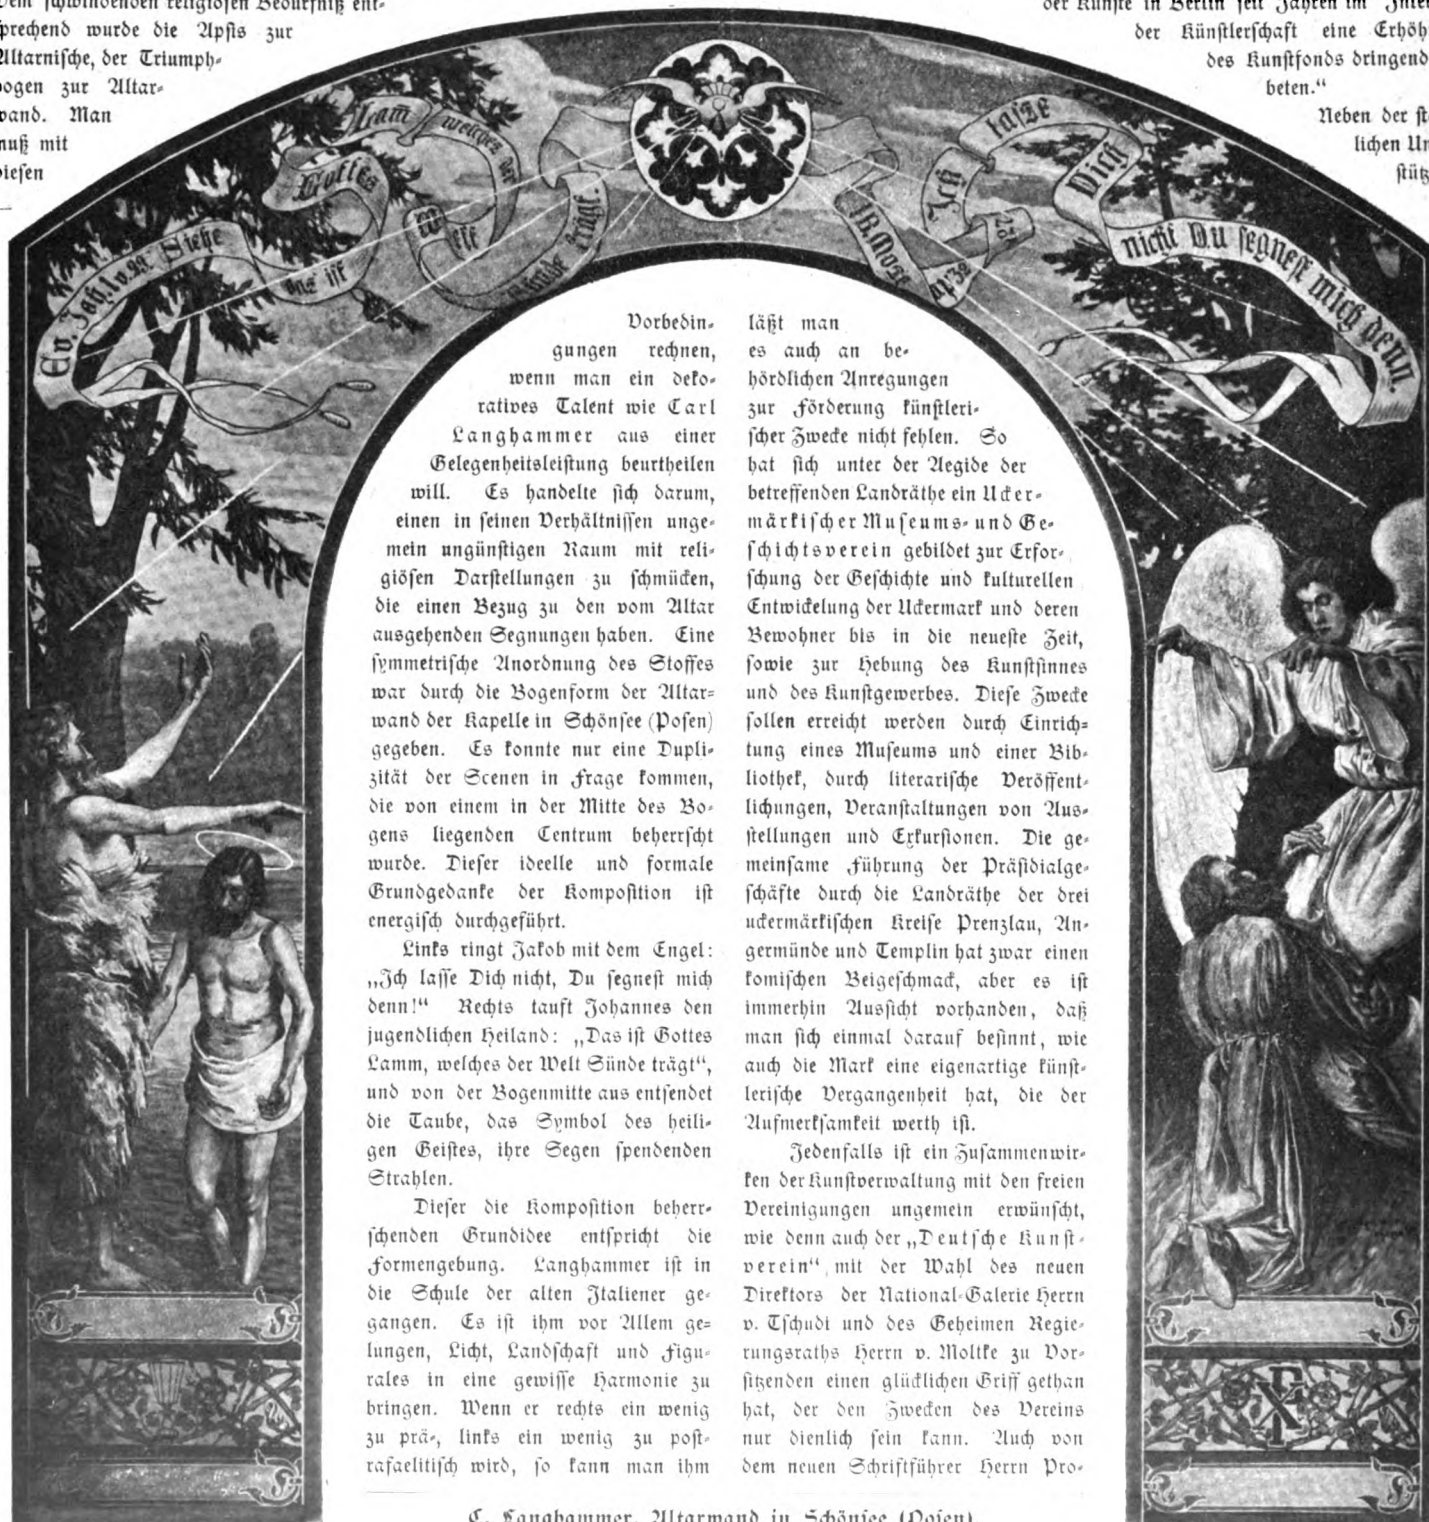 Dem schwindenden religiösen Bedürfniß ent-
sprechend wurde die Apsis zur
Altarnische, der Triumph-
bogen zur Altar-
wand. Man
muß mit
diesen
der Künste in Berlin seit Jahren im
der Künstlerschaft eine
des Kunstfonds dringend
beten.“
Neben der
lichen
Ev. Joh. 1. v. 29. Siehe
das ist
Gottes
Lam̄
welches der
Welt
Sünde
trägt.
1 B. Mose
Ich
lasze
Dich
nicht Du segnest mich denn.
Vorbedin-
gungen rechnen,
wenn man ein deko-
ratives Talent wie Carl
Langhammer aus einer
Gelegenheitsleistung beurtheilen
will. Es handelte sich darum,
einen in seinen Verhältnissen unge-
mein ungünstigen Raum mit reli-
giösen Darstellungen zu schmücken,
die einen Bezug zu den vom Altar
ausgehenden Segnungen haben. Eine
symmetrische Anordnung des Stoffes
war durch die Bogenform der Altar-
wand der Kapelle in Schönsee (Posen)
gegeben. Es konnte nur eine Dupli-
zität der Scenen in Frage kommen,
die von einem in der Mitte des Bo-
gens liegenden Centrum beherrscht
wurde. Dieser ideelle und formale
Grundgedanke der Komposition ist
energisch durchgeführt.
Links ringt Jakob mit dem Engel:
„Ich lasse Dich nicht, Du segnest mich
denn!“ Rechts tauft Johannes den
jugendlichen Heiland: „Das ist Gottes
Lamm, welches der Welt Sünde trägt“,
und von der Bogenmitte aus entsendet
die Taube, das Symbol des heili-
gen Geistes, ihre Segen spendenden
Strahlen.
Dieser die Komposition beherr-
schenden Grundidee entspricht die
Formengebung. Langhammer ist in
die Schule der alten Italiener ge-
gangen. Es ist ihm vor Allem ge-
lungen, Licht, Landschaft und Figu-
rales in eine gewisse Harmonie zu
bringen. Wenn er rechts ein wenig
zu prä-, links ein wenig zu post-
rafaelitisch wird, so kann man ihm
läßt man
es auch an be-
hördlichen Anregungen
zur Förderung künstleri-
scher Zwecke nicht fehlen. So
hat sich unter der Aegide der
betreffenden Landräthe ein Ucker-
märkischer Museums- und Ge-
schichtsverein gebildet zur Erfor-
schung der Geschichte und kulturellen
Entwickelung der Uckermark und deren
Bewohner bis in die neueste Zeit,
sowie zur Hebung des Kunstsinnes
und des Kunstgewerbes. Diese Zwecke
sollen erreicht werden durch Einrich-
tung eines Museums und einer Bib-
liothek, durch literarische Veröffent-
lichungen, Veranstaltungen von Aus-
stellungen und Exkursionen. Die ge-
meinsame Führung der Präsidialge-
schäfte durch die Landräthe der drei
uckermärkischen Kreise Prenzlau, An-
germünde und Templin hat zwar einen
komischen Beigeschmack, aber es ist
immerhin Aussicht vorhanden, daß
man sich einmal darauf besinnt, wie
auch die Mark eine eigenartige künst-
lerische Vergangenheit hat, die der
Aufmerksamkeit werth ist.
Jedenfalls ist ein Zusammenwir-
ken der Kunstverwaltung mit den freien
Vereinigungen ungemein erwünscht,
wie denn auch der „Deutsche Kunst-
verein“ mit der Wahl des neuen
Direktors der National-Galerie Herrn
v. Tschudi und des Geheimen Regie-
rungsraths Herrn v. Moltke zu Vor-
sitzenden einen glücklichen Griff gethan
hat, der den Zwecken des Vereins
nur dienlich sein kann. Auch von
dem neuen Schriftführer Herrn Pro-
C. Langhammer, Altarwand in Schönsee (Posen).